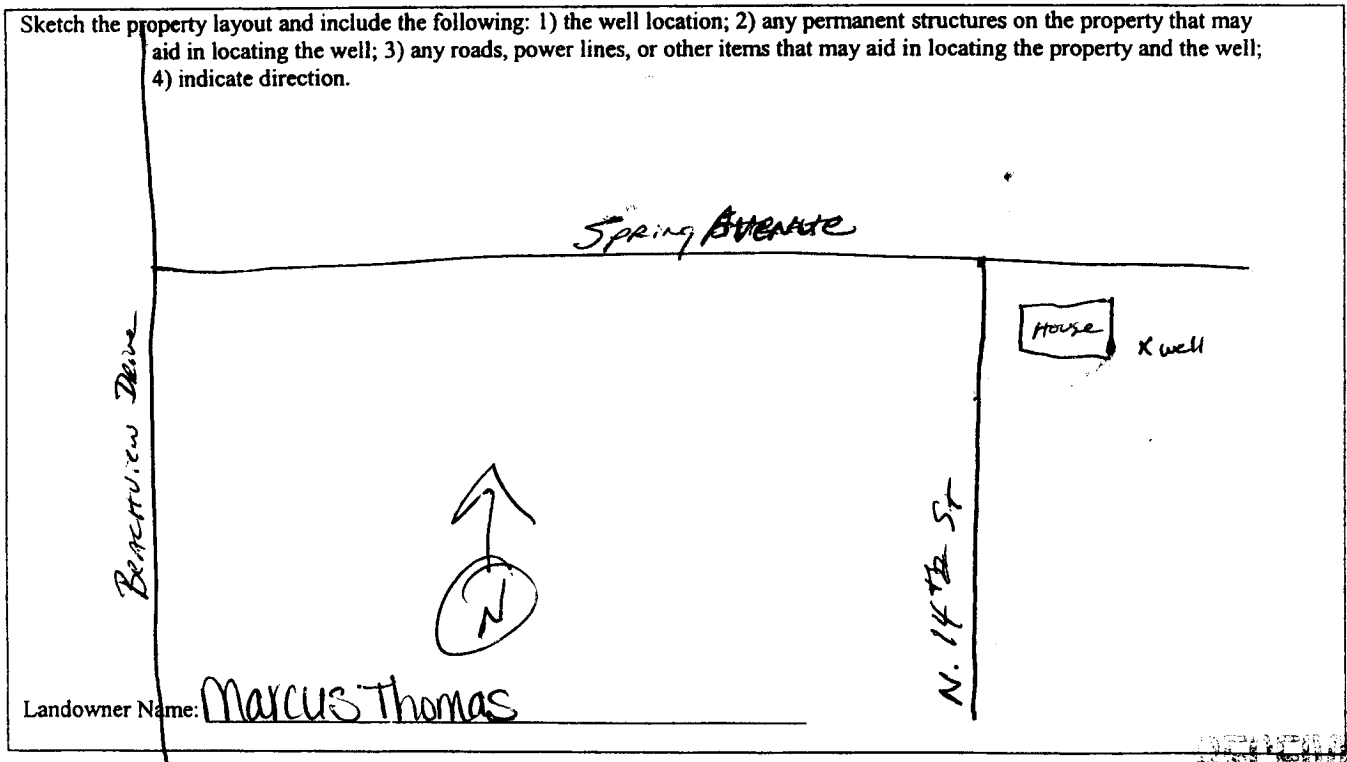 Sketch the property layout and include the following: 1) the well location; 2) any permanent structures on the property that may
aid in locating the well; 3) any roads, power lines, or other items that may aid in locating the property and the well;
4) indicate direction.
Spring Avenue
House
x well
Beachview Drive
N
N. 14th St
Landowner Name: Marcus Thomas